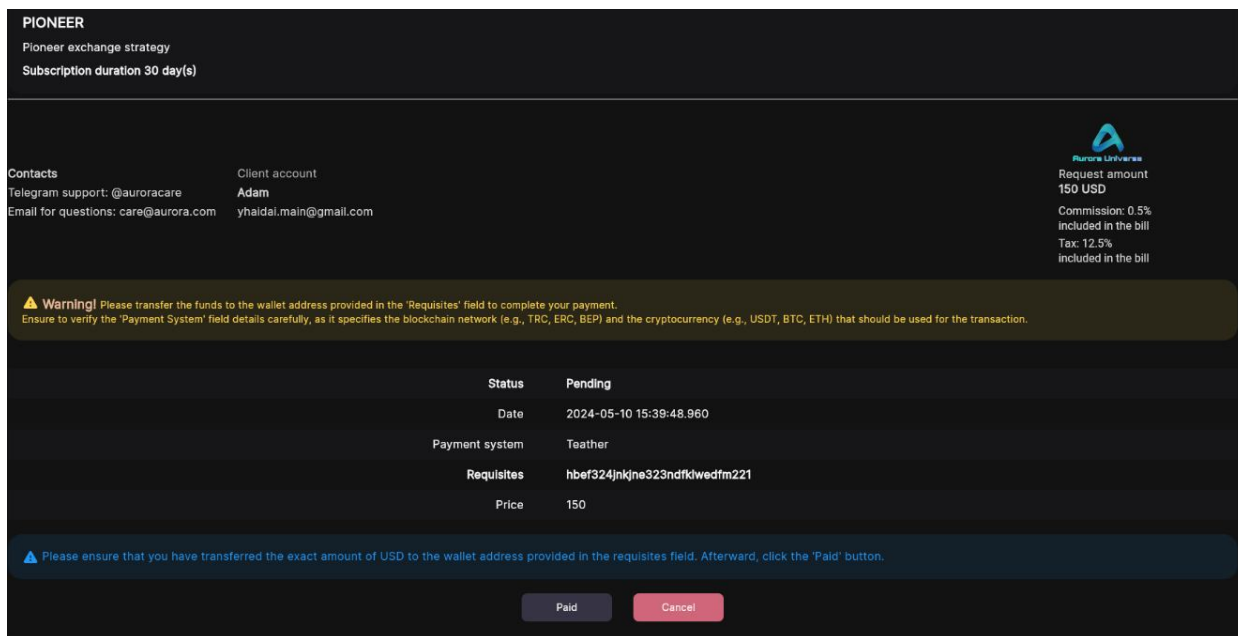 PIONEER
Pioneer exchange strategy
Subscription duration 30 day(s)
Aurora Universe
Contacts
Telegram support: @auroracare
Email for questions: care@aurora.com
Client account
Adam
yhaidai.main@gmail.com
Request amount
150 USD
Commission: 0.5%
included in the bill
Tax: 12.5%
included in the bill
Warning! Please transfer the funds to the wallet address provided in the 'Requisites' field to complete your payment.
Ensure to verify the 'Payment System' field details carefully, as it specifies the blockchain network (e.g., TRC, ERC, BEP) and the cryptocurrency (e.g., USDT, BTC, ETH) that should be used for the transaction.
Status Pending
Date 2024-05-10 15:39:48.960
Payment system Teather
Requisites hbef324jnkjne323ndfklwedfm221
Price 150
Please ensure that you have transferred the exact amount of USD to the wallet address provided in the requisites field. Afterward, click the 'Paid' button.
Paid Cancel